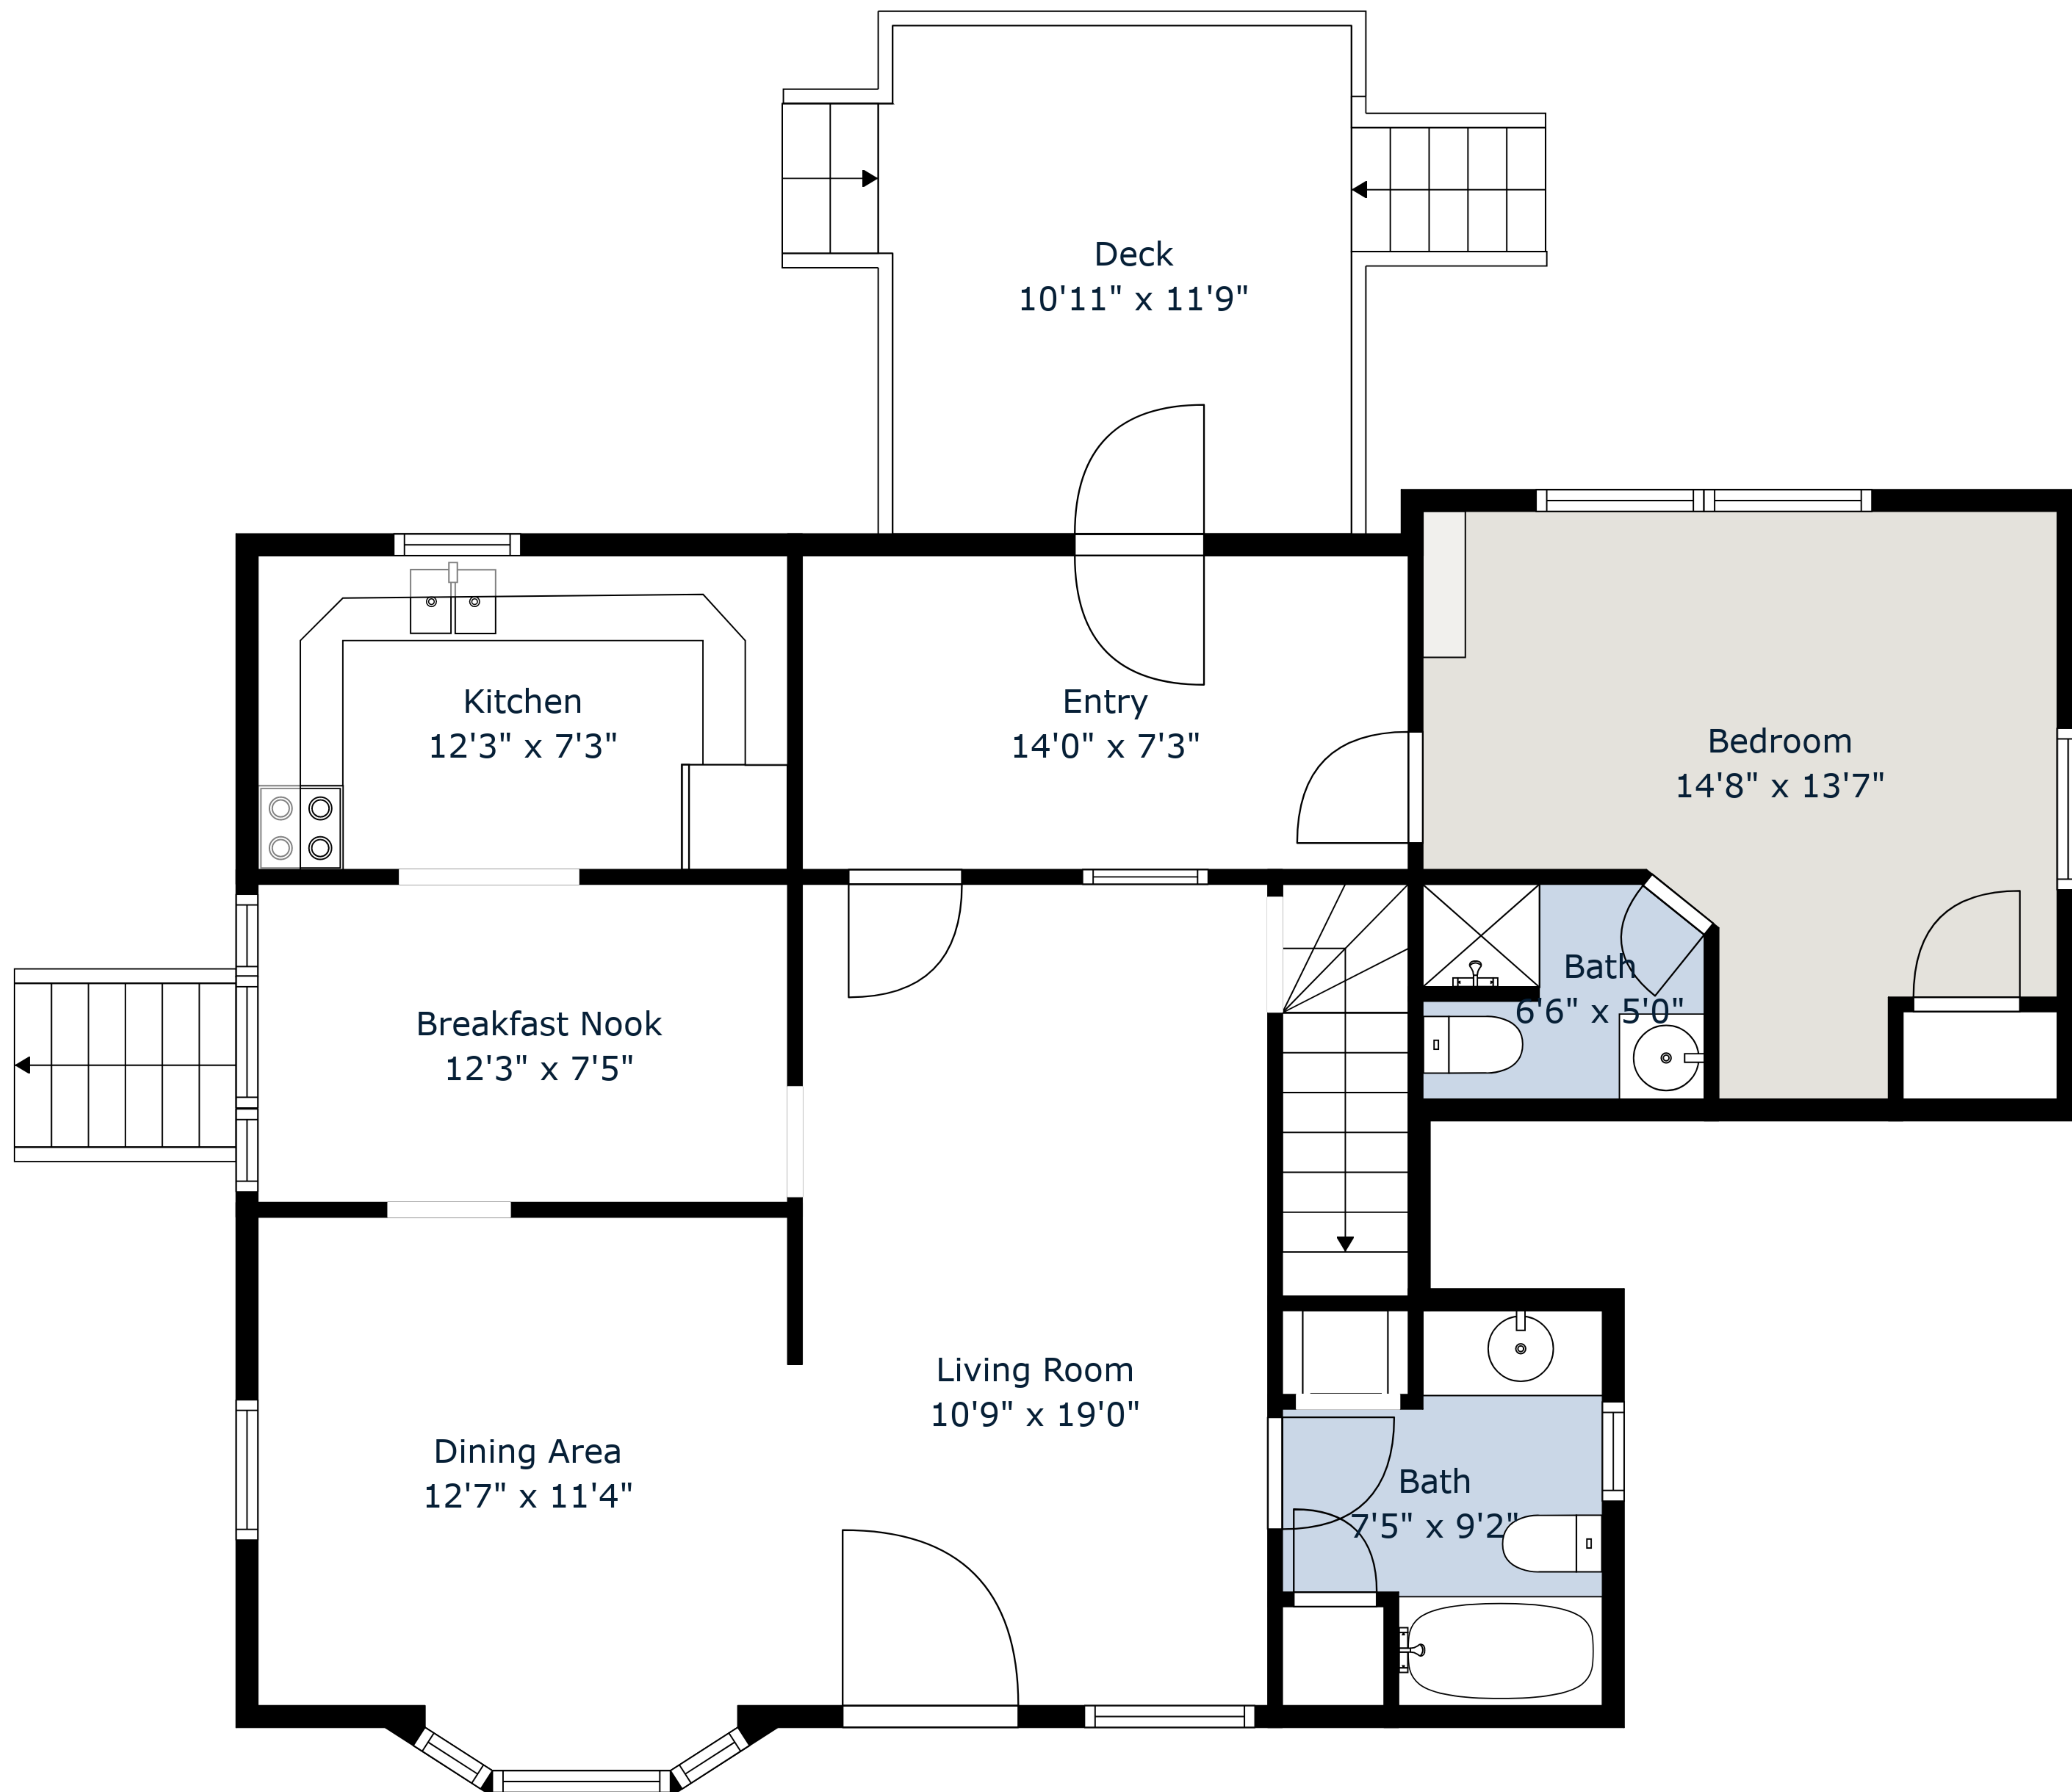 Deck
10'11" x 11'9"
Kitchen
12'3" x 7'3"
Entry
14'0" x 7'3"
Bedroom
14'8" x 13'7"
Bath
6'6" x 5'0"
Breakfast Nook
12'3" x 7'5"
Living Room
10'9" x 19'0"
Dining Area
12'7" x 11'4"
Bath
7'5" x 9'2"